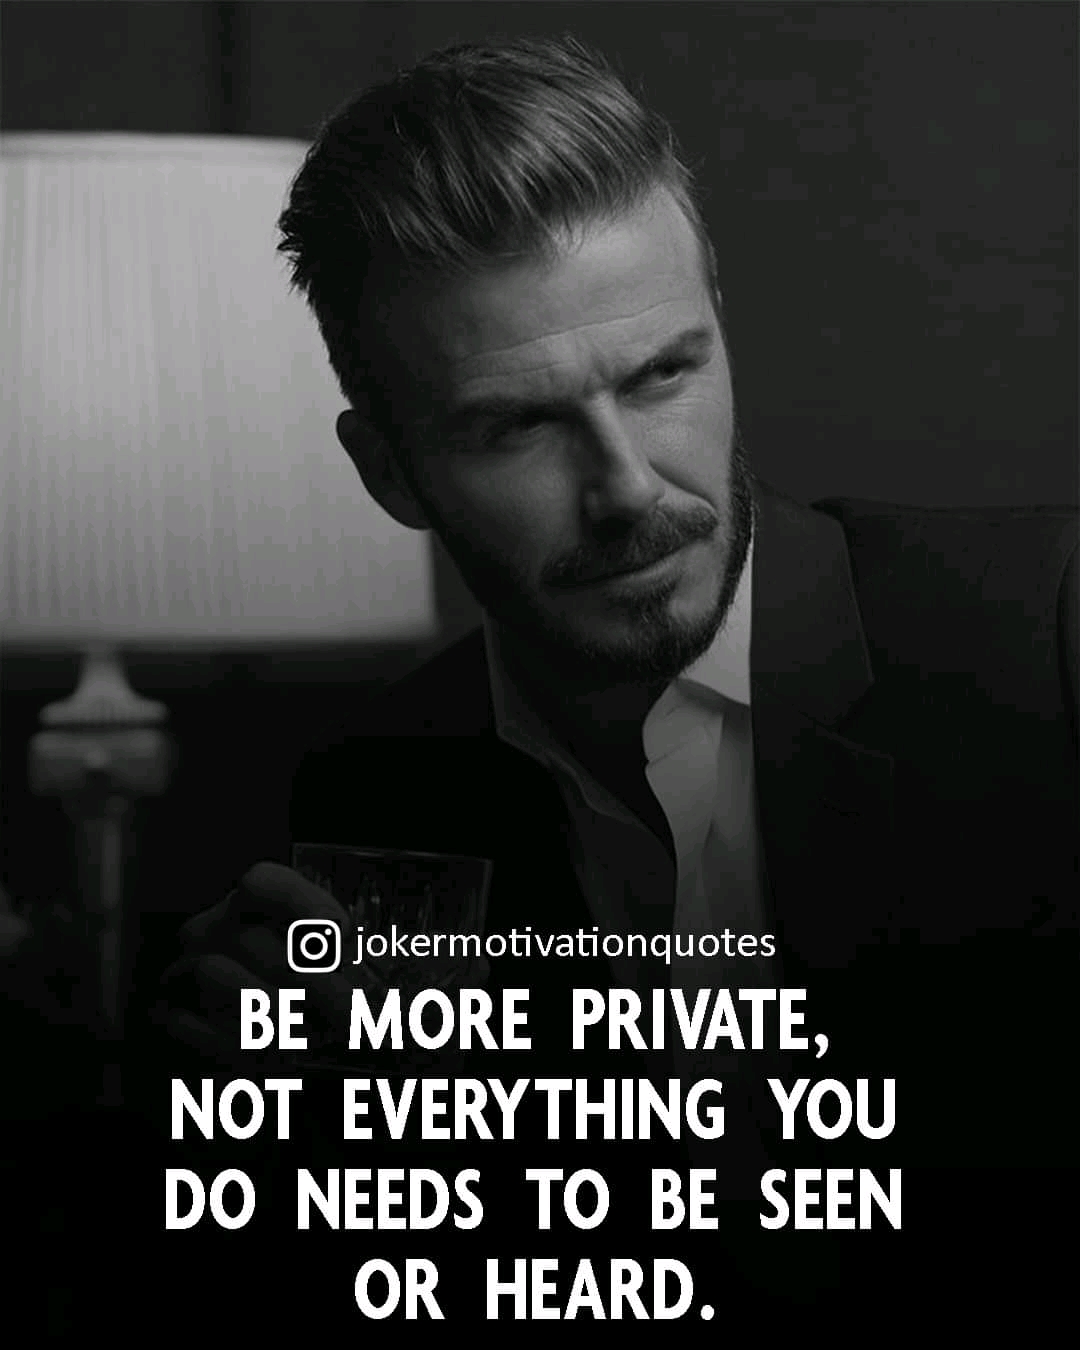 jokermotivationquotes
BE MORE PRIVATE,
NOT EVERYTHING YOU
DO NEEDS TO BE SEEN
OR HEARD.